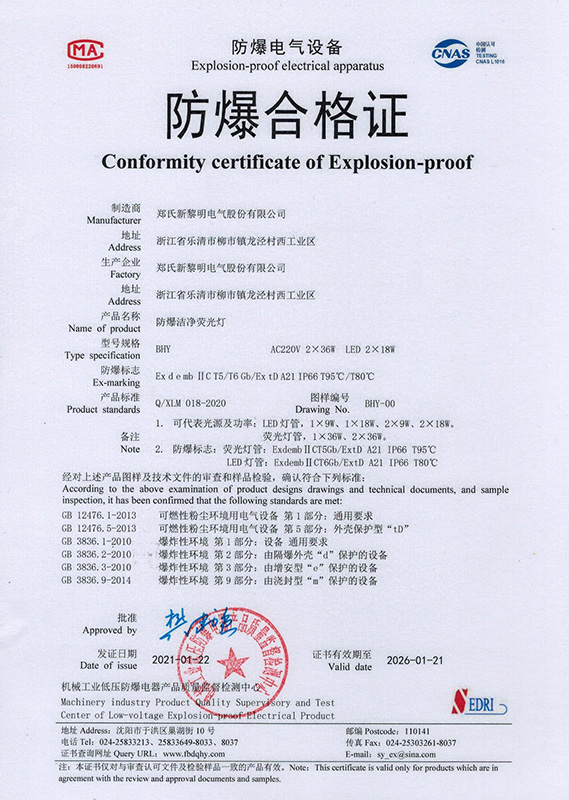 MA
150008220691
防爆电气设备
Explosion-proof electrical apparatus
CNAS
中国认可
检测
TESTING
CNAS L1016
防爆合格证
Conformity certificate of Explosion-proof
制造商 郑氏新黎明电气股份有限公司
Manufacturer
地址 浙江省乐清市柳市镇龙泾村西工业区
Address
生产企业 郑氏新黎明电气股份有限公司
Factory
地址 浙江省乐清市柳市镇龙泾村西工业区
Address
产品名称 防爆洁净荧光灯
Name of product
型号规格 BHY AC220V 2×36W LED 2×18W
Type specification
防爆标志 Ex d e mb ⅡC T5/T6 Gb/Ex tD A21 IP66 T95℃/T80℃
Ex-marking
产品标准 Q/XLM 018-2020 图样编号 BHY-00
Product standards Drawing No.
1. 可代表光源及功率: LED灯管, 1×9W、1×18W、2×9W、2×18W。
备注 荧光灯管, 1×36W、2×36W。
Note 2. 防爆标志: 荧光灯管: ExdembⅡCT5Gb/ExtD A21 IP66 T95℃
LED灯管: ExdembⅡCT6Gb/ExtD A21 IP66 T80℃
经对上述产品图样及技术文件的审查和样品检验, 确认符合下列标准:
According to the above examination of product designs drawings and technical documents, and sample
inspection, it has been confirmed that the following standards are met:
GB 12476.1-2013 可燃性粉尘环境用电气设备 第1部分: 通用要求
GB 12476.5-2013 可燃性粉尘环境用电气设备 第5部分: 外壳保护型“tD”
GB 3836.1-2010 爆炸性环境 第1部分: 设备 通用要求
GB 3836.2-2010 爆炸性环境 第2部分: 由隔爆外壳“d”保护的设备
GB 3836.3-2010 爆炸性环境 第3部分: 由增安型“e”保护的设备
GB 3836.9-2014 爆炸性环境 第9部分: 由浇封型“m”保护的设备
批准
Approved by
发证日期 2021-01-22 证书有效期至 2026-01-21
Date of issue Valid date
机械工业低压防爆电器产品质量监督检测中心
Machinery industry Product Quality Supervisory and Test
Center of Low-voltage Explosion-proof Electrical Product
SEDRI
地址 Address: 沈阳市于洪区巢湖街10号 邮编 Postcode: 110141
电话 Tel: 024-25833213、25833649-8033、8037 传真 Fax: 024-25303261-8037
证书查询网址 Query URL: www.fbdqhy.com E-mail: sy_ex@sina.com
注: 本证书仅对与审查认可文件及检验样品一致的产品有效。Note: This certificate is valid only for products which are in
agreement with the review and approval documents and samples.